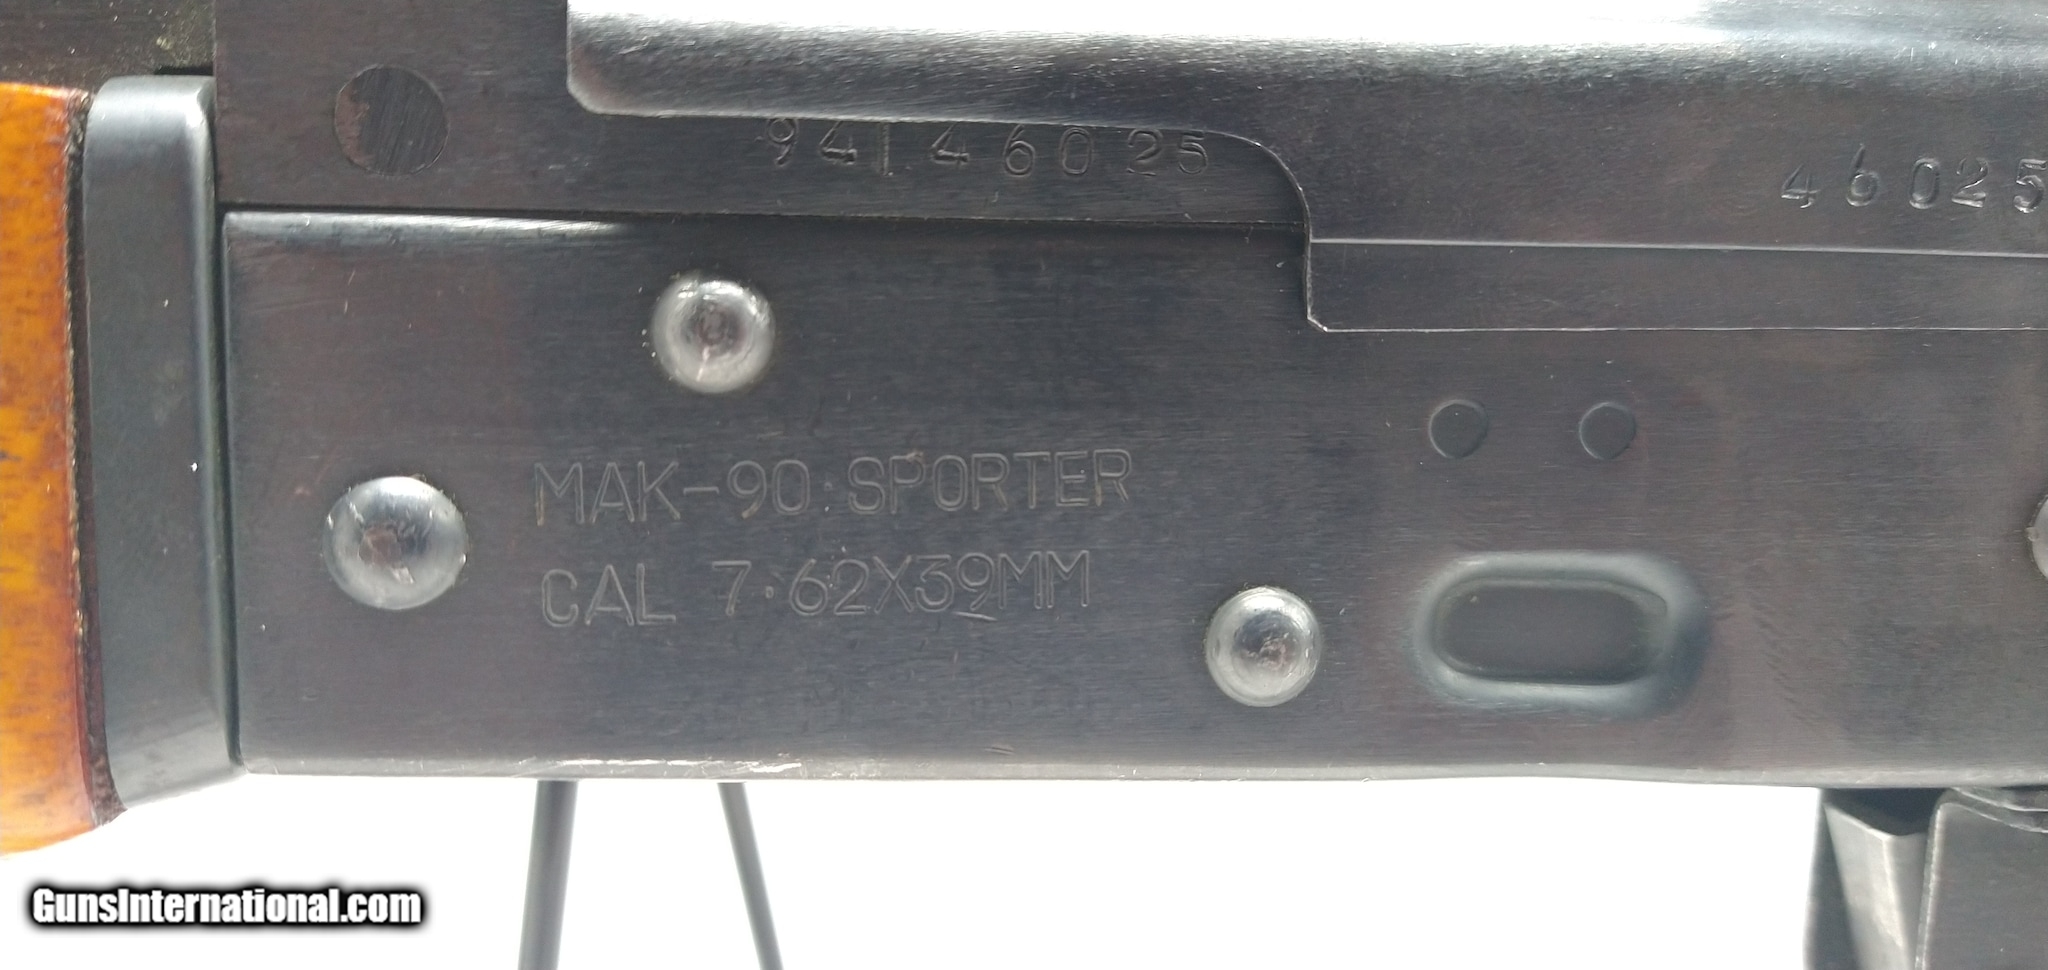 94146025
46025
MAK-90 SPORTER
CAL 7.62X39MM
GunsInternational.com